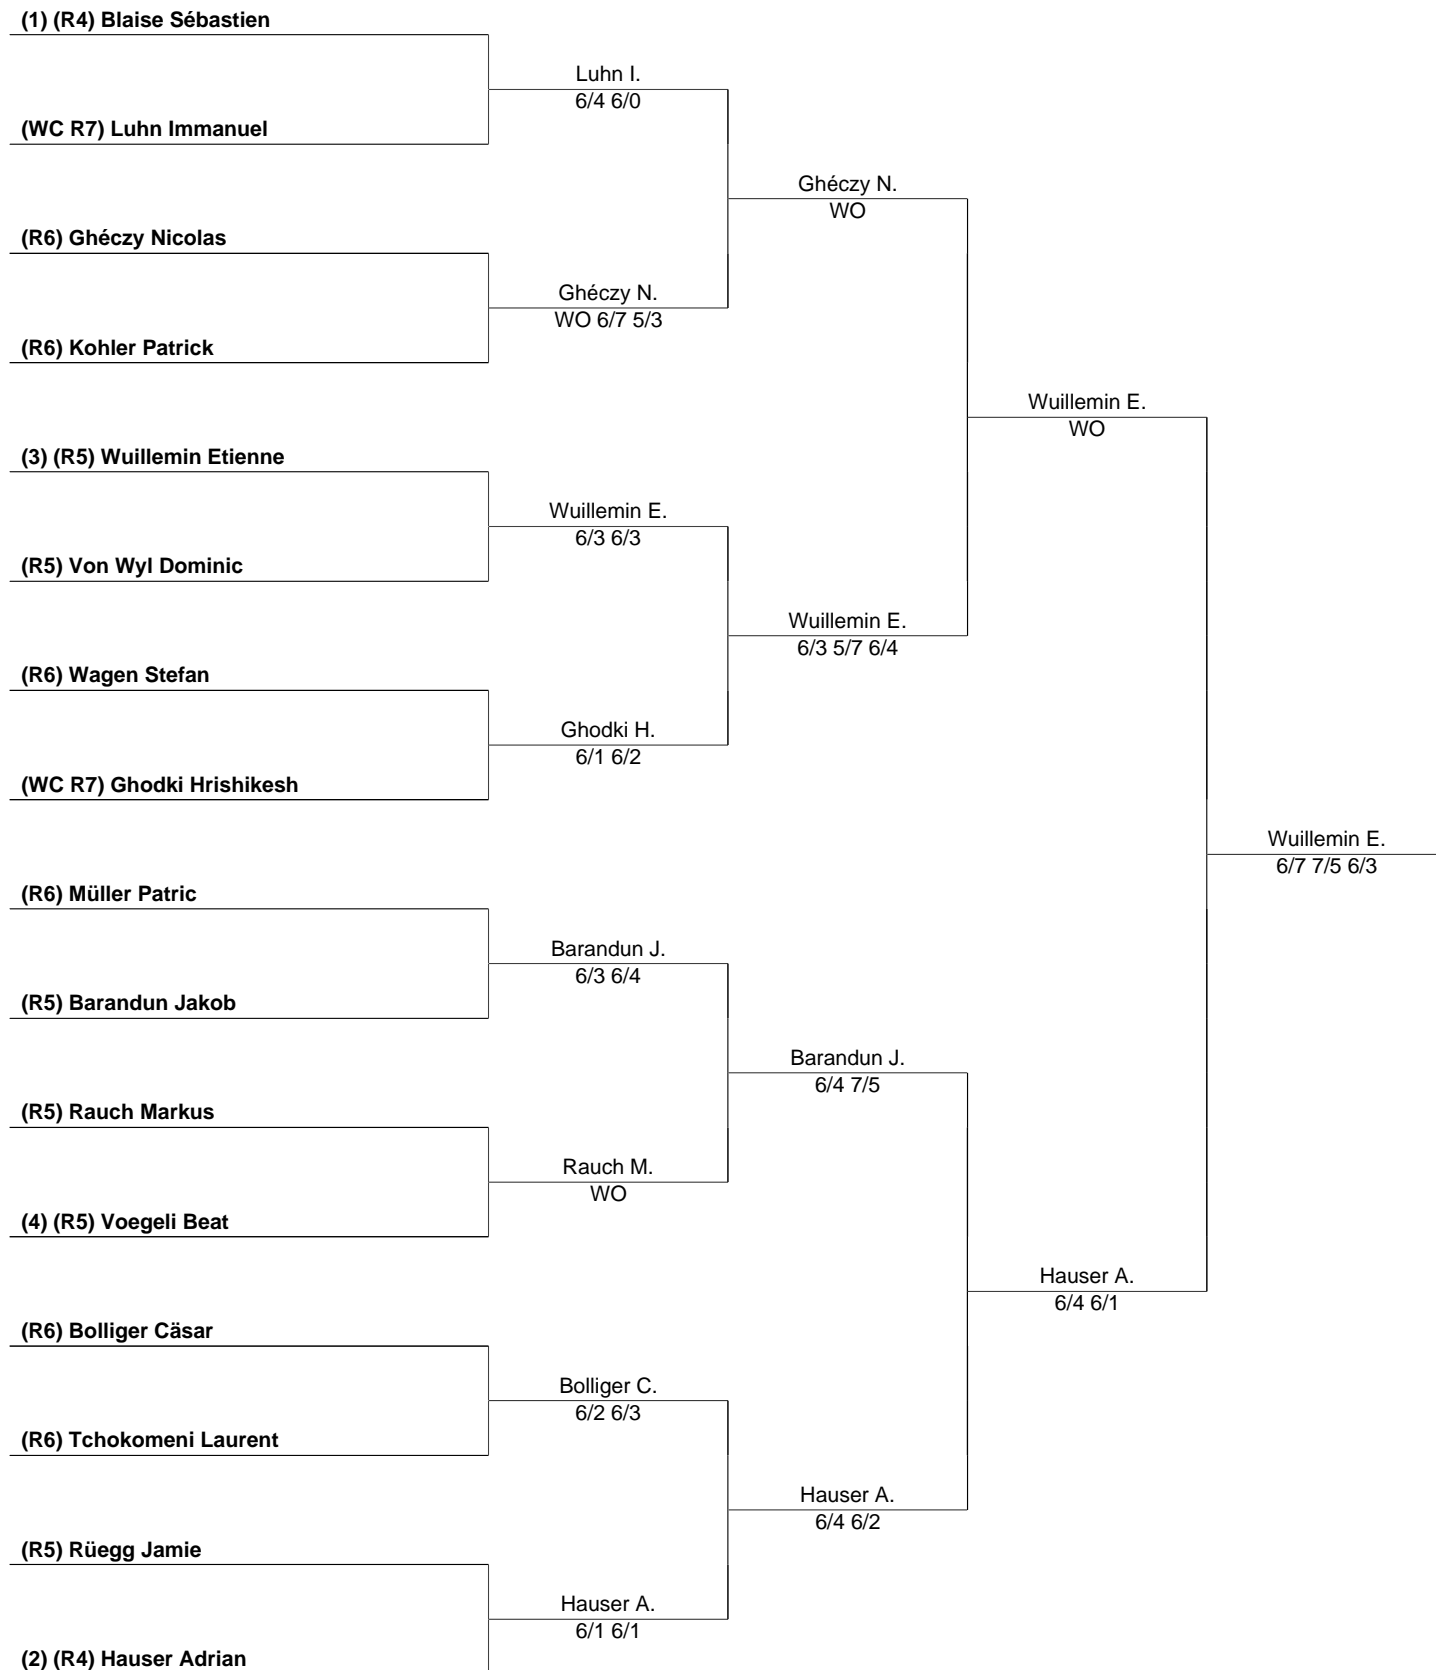 (1) (R4) Blaise Sébastien
Luhn I.
6/4 6/0
(WC R7) Luhn Immanuel
Ghéczy N.
WO
(R6) Ghéczy Nicolas
Ghéczy N.
WO 6/7 5/3
(R6) Kohler Patrick
Wuillemin E.
WO
(3) (R5) Wuillemin Etienne
Wuillemin E.
6/3 6/3
(R5) Von Wyl Dominic
Wuillemin E.
6/3 5/7 6/4
(R6) Wagen Stefan
Ghodki H.
6/1 6/2
(WC R7) Ghodki Hrishikesh
Wuillemin E.
6/7 7/5 6/3
(R6) Müller Patric
Barandun J.
6/3 6/4
(R5) Barandun Jakob
Barandun J.
6/4 7/5
(R5) Rauch Markus
Rauch M.
WO
(4) (R5) Voegeli Beat
Hauser A.
6/4 6/1
(R6) Bolliger Cäsar
Bolliger C.
6/2 6/3
(R6) Tchokomeni Laurent
Hauser A.
6/4 6/2
(R5) Rüegg Jamie
Hauser A.
6/1 6/1
(2) (R4) Hauser Adrian